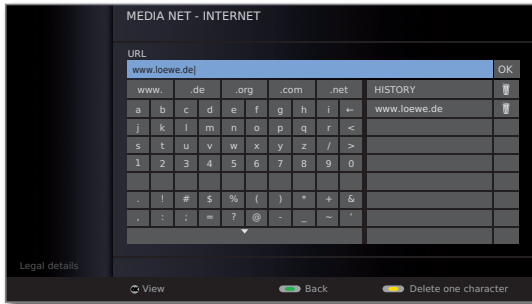 MEDIA NET - INTERNET
URL
www.loewe.de| OK
www. .de .org .com .net HISTORY
a b c d e f g h i ← www.loewe.de
j k l m n o p q r <
s t u v w x y z / >
1 2 3 4 5 6 7 8 9 0
. ! # $ % ( ) * + &
, : ; = ? @ - _ ~ '
Legal details
OK View Back Delete one character